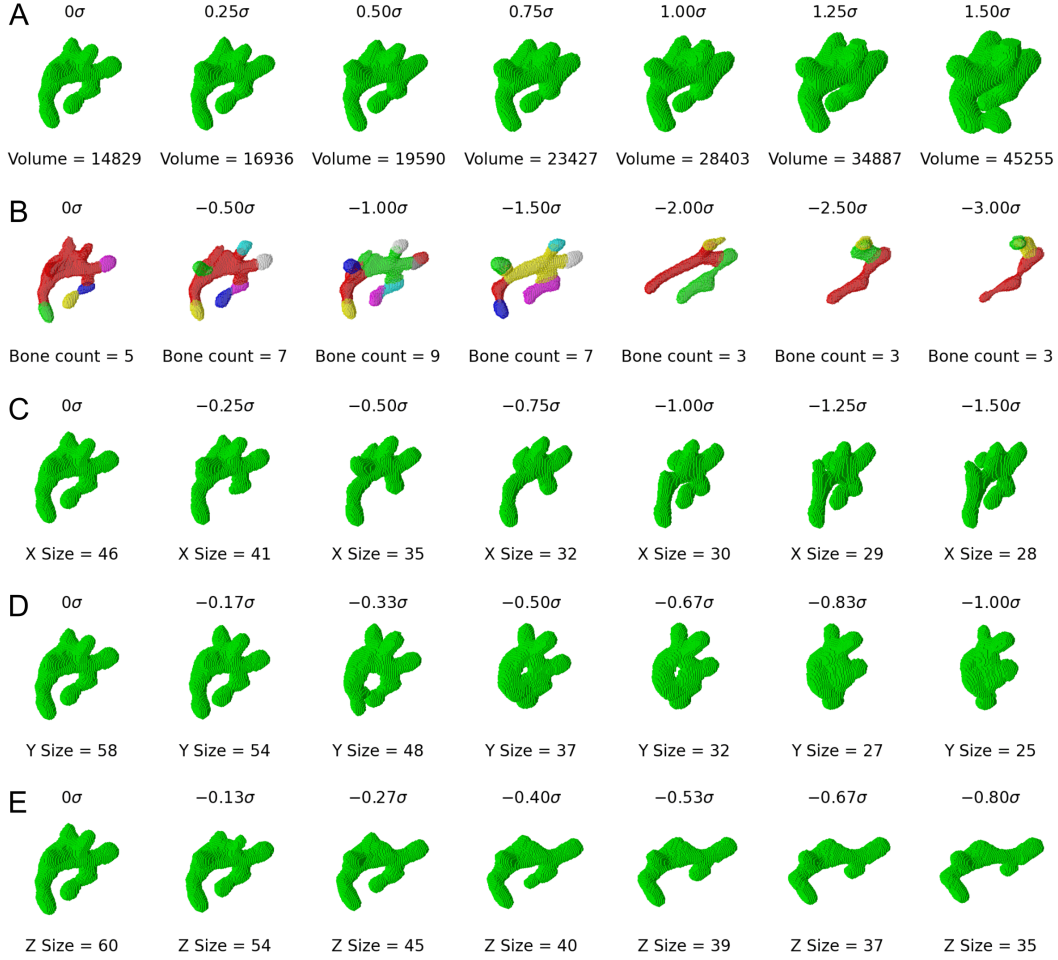 A
0σ 0.25σ 0.50σ 0.75σ 1.00σ 1.25σ 1.50σ
Volume = 14829 Volume = 16936 Volume = 19590 Volume = 23427 Volume = 28403 Volume = 34887 Volume = 45255
B
0σ −0.50σ −1.00σ −1.50σ −2.00σ −2.50σ −3.00σ
Bone count = 5 Bone count = 7 Bone count = 9 Bone count = 7 Bone count = 3 Bone count = 3 Bone count = 3
C
0σ −0.25σ −0.50σ −0.75σ −1.00σ −1.25σ −1.50σ
X Size = 46 X Size = 41 X Size = 35 X Size = 32 X Size = 30 X Size = 29 X Size = 28
D
0σ −0.17σ −0.33σ −0.50σ −0.67σ −0.83σ −1.00σ
Y Size = 58 Y Size = 54 Y Size = 48 Y Size = 37 Y Size = 32 Y Size = 27 Y Size = 25
E
0σ −0.13σ −0.27σ −0.40σ −0.53σ −0.67σ −0.80σ
Z Size = 60 Z Size = 54 Z Size = 45 Z Size = 40 Z Size = 39 Z Size = 37 Z Size = 35